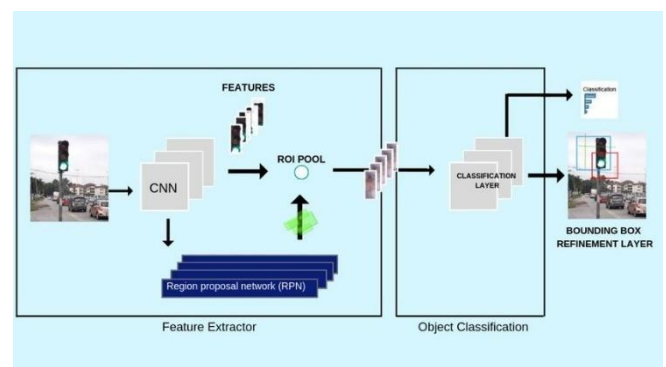 FEATURES
Classification
CNN
ROI POOL
CLASSIFICATION
LAYER
BOUNDING BOX
REFINEMENT LAYER
Region proposal network (RPN)
Feature Extractor
Object Classification